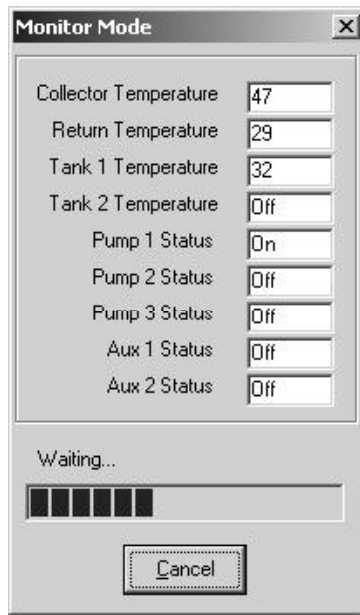 Monitor Mode
Collector Temperature 47
Return Temperature 29
Tank 1 Temperature 32
Tank 2 Temperature Off
Pump 1 Status On
Pump 2 Status Off
Pump 3 Status Off
Aux 1 Status Off
Aux 2 Status Off
Waiting...
Cancel